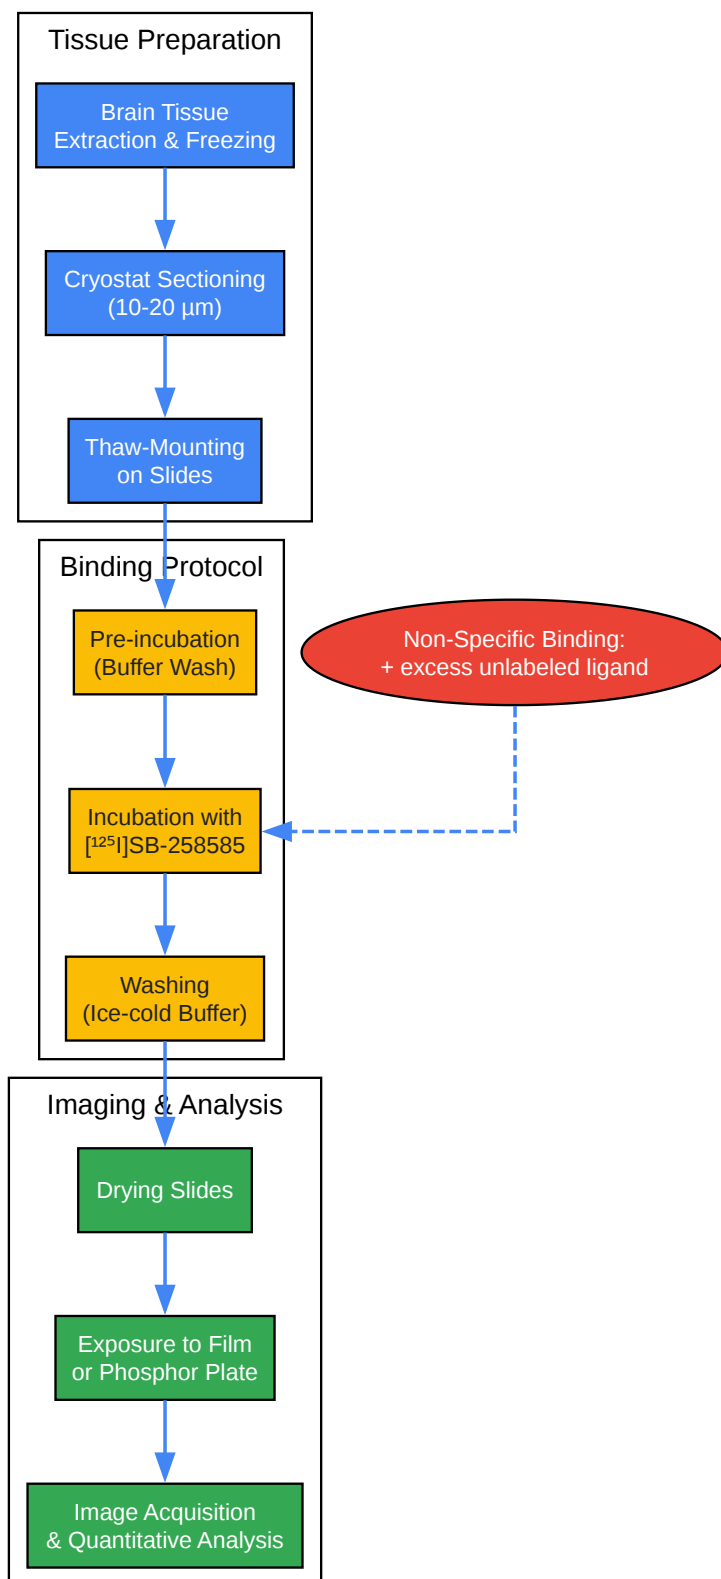 Tissue Preparation
Brain Tissue
Extraction & Freezing
Cryostat Sectioning
(10-20 µm)
Thaw-Mounting
on Slides
Binding Protocol
Pre-incubation
(Buffer Wash)
Non-Specific Binding:
+ excess unlabeled ligand
Incubation with
[¹²⁵I]SB-258585
Washing
(Ice-cold Buffer)
Imaging & Analysis
Drying Slides
Exposure to Film
or Phosphor Plate
Image Acquisition
& Quantitative Analysis